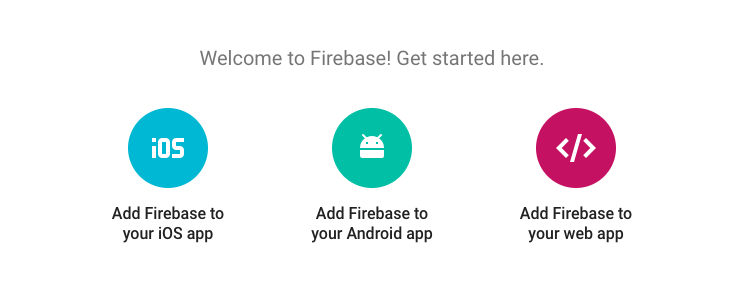 Welcome to Firebase! Get started here.
iOS
</>
Add Firebase to
your iOS app
Add Firebase to
your Android app
Add Firebase to
your web app